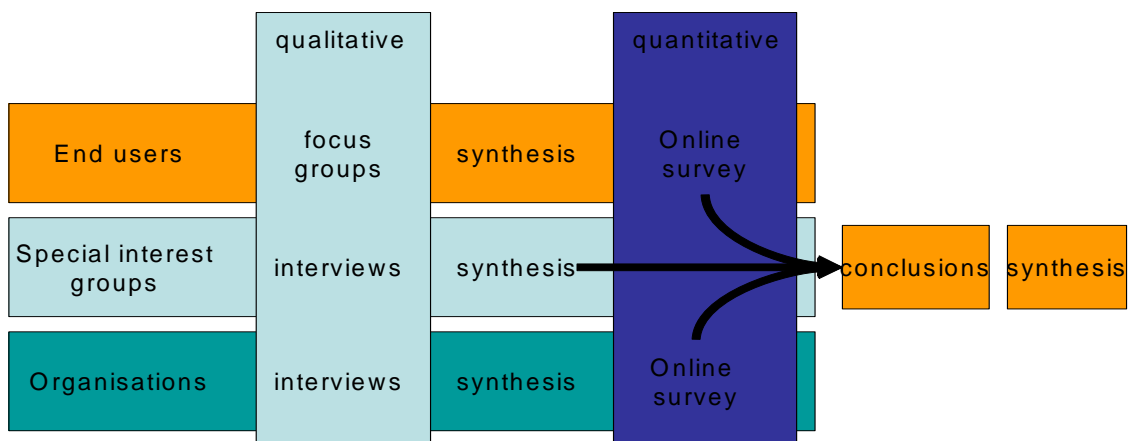 qualitative
quantitative
End users
focus
groups
synthesis
Online
survey
Special interest
groups
interviews
synthesis
conclusions
synthesis
Organisations
interviews
synthesis
Online
survey